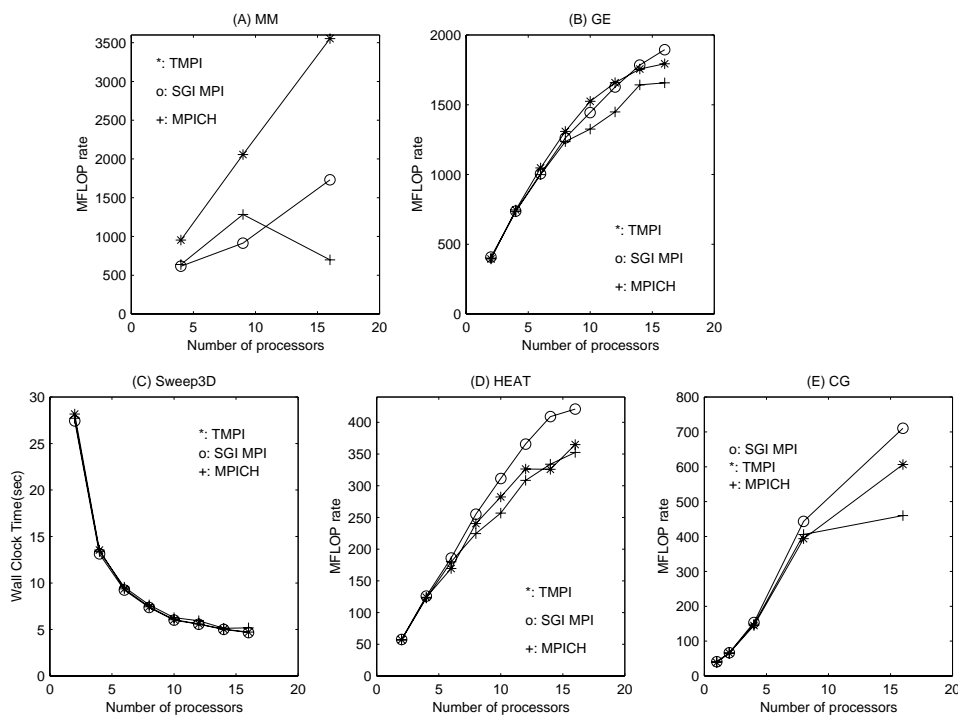 (A) MM
3500
3000
2500
2000
1500
1000
500
0
MFLOP rate
*: TMPI
o: SGI MPI
+: MPICH
0 5 10 15 20
Number of processors
(B) GE
2000
1500
1000
500
0
MFLOP rate
*: TMPI
o: SGI MPI
+: MPICH
0 5 10 15 20
Number of processors
(C) Sweep3D
30
25
20
15
10
5
0
Wall Clock Time(sec)
*: TMPI
o: SGI MPI
+: MPICH
0 5 10 15 20
Number of processors
(D) HEAT
400
350
300
250
200
150
100
50
0
MFLOP rate
*: TMPI
o: SGI MPI
+: MPICH
0 5 10 15 20
Number of processors
(E) CG
800
700
600
500
400
300
200
100
0
MFLOP rate
o: SGI MPI
*: TMPI
+: MPICH
0 5 10 15 20
Number of processors